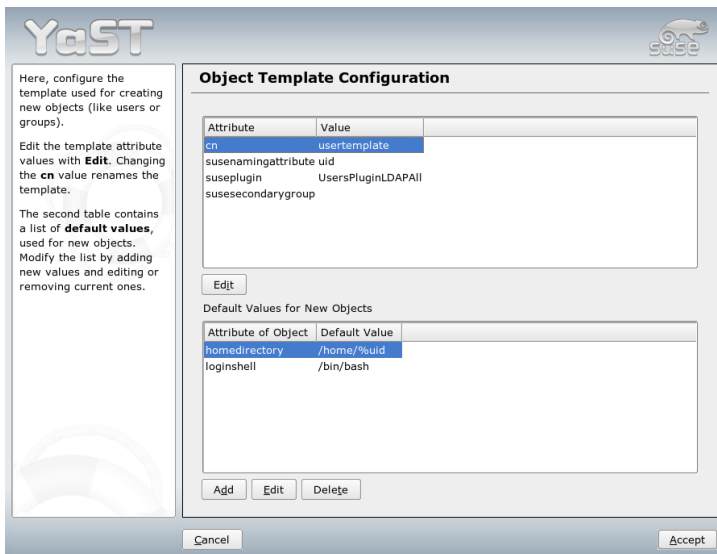 YaST
SUSE
Here, configure the
template used for creating
new objects (like users or
groups).
Edit the template attribute
values with Edit. Changing
the cn value renames the
template.
The second table contains
a list of default values,
used for new objects.
Modify the list by adding
new values and editing or
removing current ones.
Object Template Configuration
Attribute Value
cn usertemplate
susenamingattribute uid
suseplugin UsersPluginLDAPAll
susesecondarygroup
Edit
Default Values for New Objects
Attribute of Object Default Value
homedirectory /home/%uid
loginshell /bin/bash
Add Edit Delete
Cancel Accept